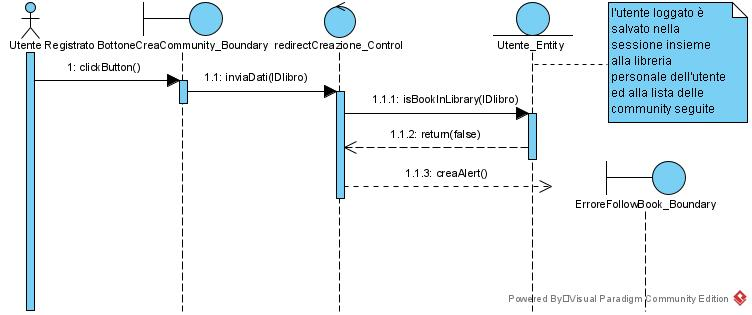 l'utente loggato è
salvato nella
sessione insieme
alla libreria
personale dell'utente
ed alla lista delle
community seguite
Utente Registrato
BottoneCreaCommunity_Boundary
redirectCreazione_Control
Utente_Entity
1: clickButton()
1.1: inviaDati(IDlibro)
1.1.1: isBookInLibrary(IDlibro)
1.1.2: return(false)
1.1.3: creaAlert()
ErroreFollowBook_Boundary
Powered By Visual Paradigm Community Edition